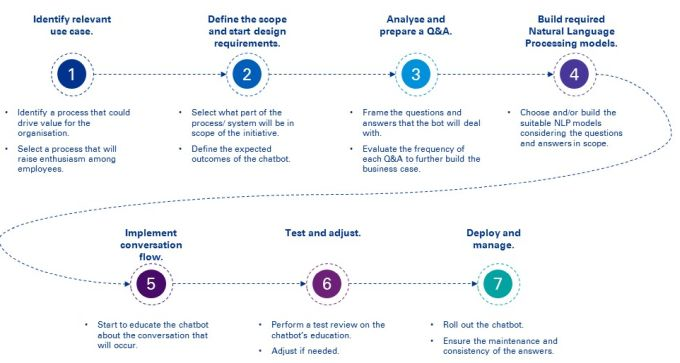 Identify relevant
use case.
Define the scope
and start design
requirements.
Analyse and
prepare a Q&A.
Build required
Natural Language
Processing models.
1
2
3
4
• Identify a process that could
drive value for the
organisation.
• Select a process that will
raise enthusiasm among
employees.
• Select what part of the
process/ system will be in
scope of the initiative.
• Define the expected
outcomes of the chatbot.
• Frame the questions and
answers that the bot will deal
with.
• Evaluate the frequency of
each Q&A to further build the
business case.
• Choose and/or build the
suitable NLP models
considering the questions
and answers in scope.
Implement
conversation
flow.
Test and adjust.
Deploy and
manage.
5
6
7
• Start to educate the chatbot
about the conversation that
will occur.
• Perform a test review on the
chatbot's education.
• Adjust if needed.
• Roll out the chatbot.
• Ensure the maintenance and
consistency of the answers.